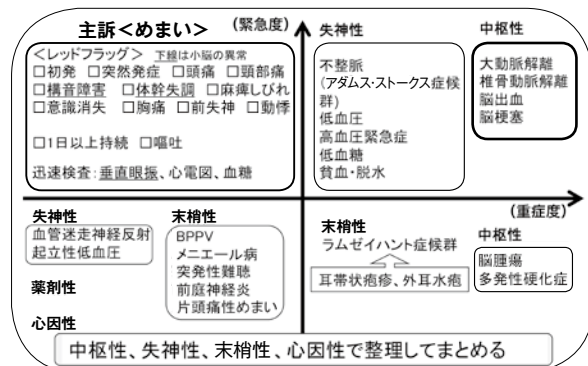 主訴<めまい>
(緊急度)
<レッドフラッグ> 下線は小脳の異常
□初発 □突然発症 □頭痛 □頸部痛
□構音障害 □体幹失調 □麻痺しびれ
□意識消失 □胸痛 □前失神 □動悸
□1日以上持続 □嘔吐
迅速検査:垂直眼振、心電図、血糖
失神性
不整脈
(アダムス・ストークス症候
群)
低血圧
高血圧緊急症
低血糖
貧血・脱水
中枢性
大動脈解離
椎骨動脈解離
脳出血
脳梗塞
(重症度)
失神性
血管迷走神経反射
起立性低血圧
薬剤性
心因性
末梢性
BPPV
メニエール病
突発性難聴
前庭神経炎
片頭痛性めまい
末梢性
ラムゼイハント症候群
耳帯状疱疹、外耳水疱
中枢性
脳腫瘍
多発性硬化症
中枢性、失神性、末梢性、心因性で整理してまとめる